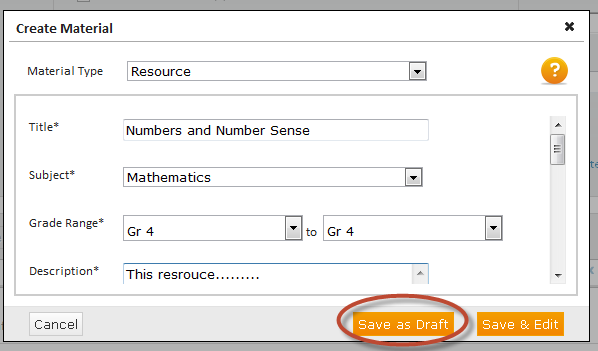 Create Material
Material Type Resource
?
Title* Numbers and Number Sense
Subject* Mathematics
Grade Range* Gr 4 to Gr 4
Description* This resrouce.........
Cancel Save as Draft Save & Edit